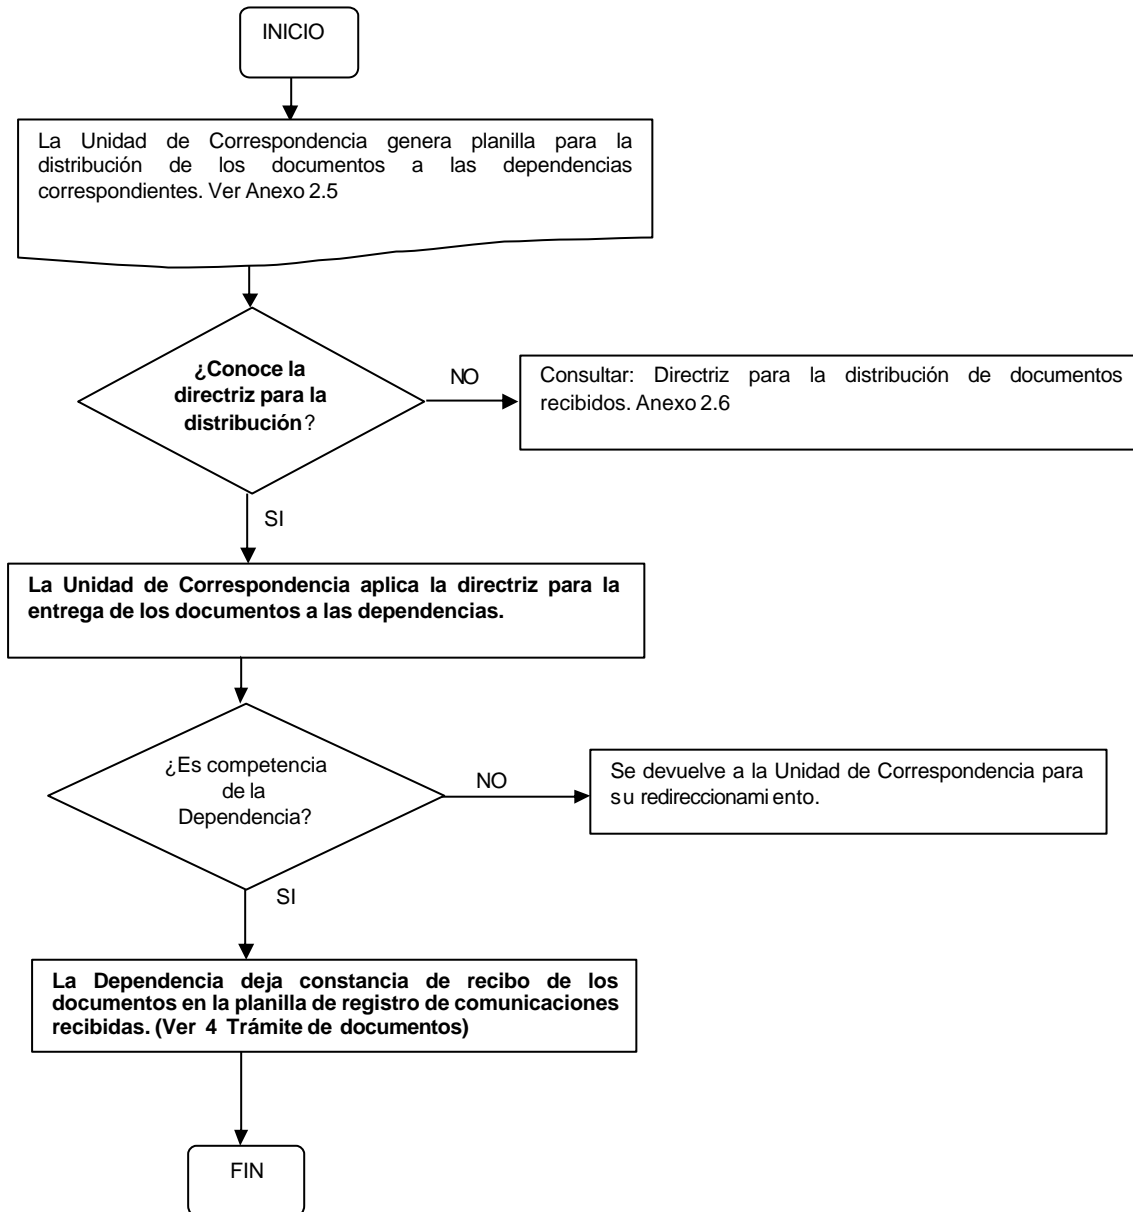 INICIO
La Unidad de Correspondencia genera planilla para la
distribución de los documentos a las dependencias
correspondientes. Ver Anexo 2.5
¿Conoce la
directriz para la
distribución?
NO
Consultar: Directriz para la distribución de documentos
recibidos. Anexo 2.6
SI
La Unidad de Correspondencia aplica la directriz para la
entrega de los documentos a las dependencias.
¿Es competencia
de la
Dependencia?
NO
Se devuelve a la Unidad de Correspondencia para
su redireccionamiento.
SI
La Dependencia deja constancia de recibo de los
documentos en la planilla de registro de comunicaciones
recibidas. (Ver 4 Trámite de documentos)
FIN